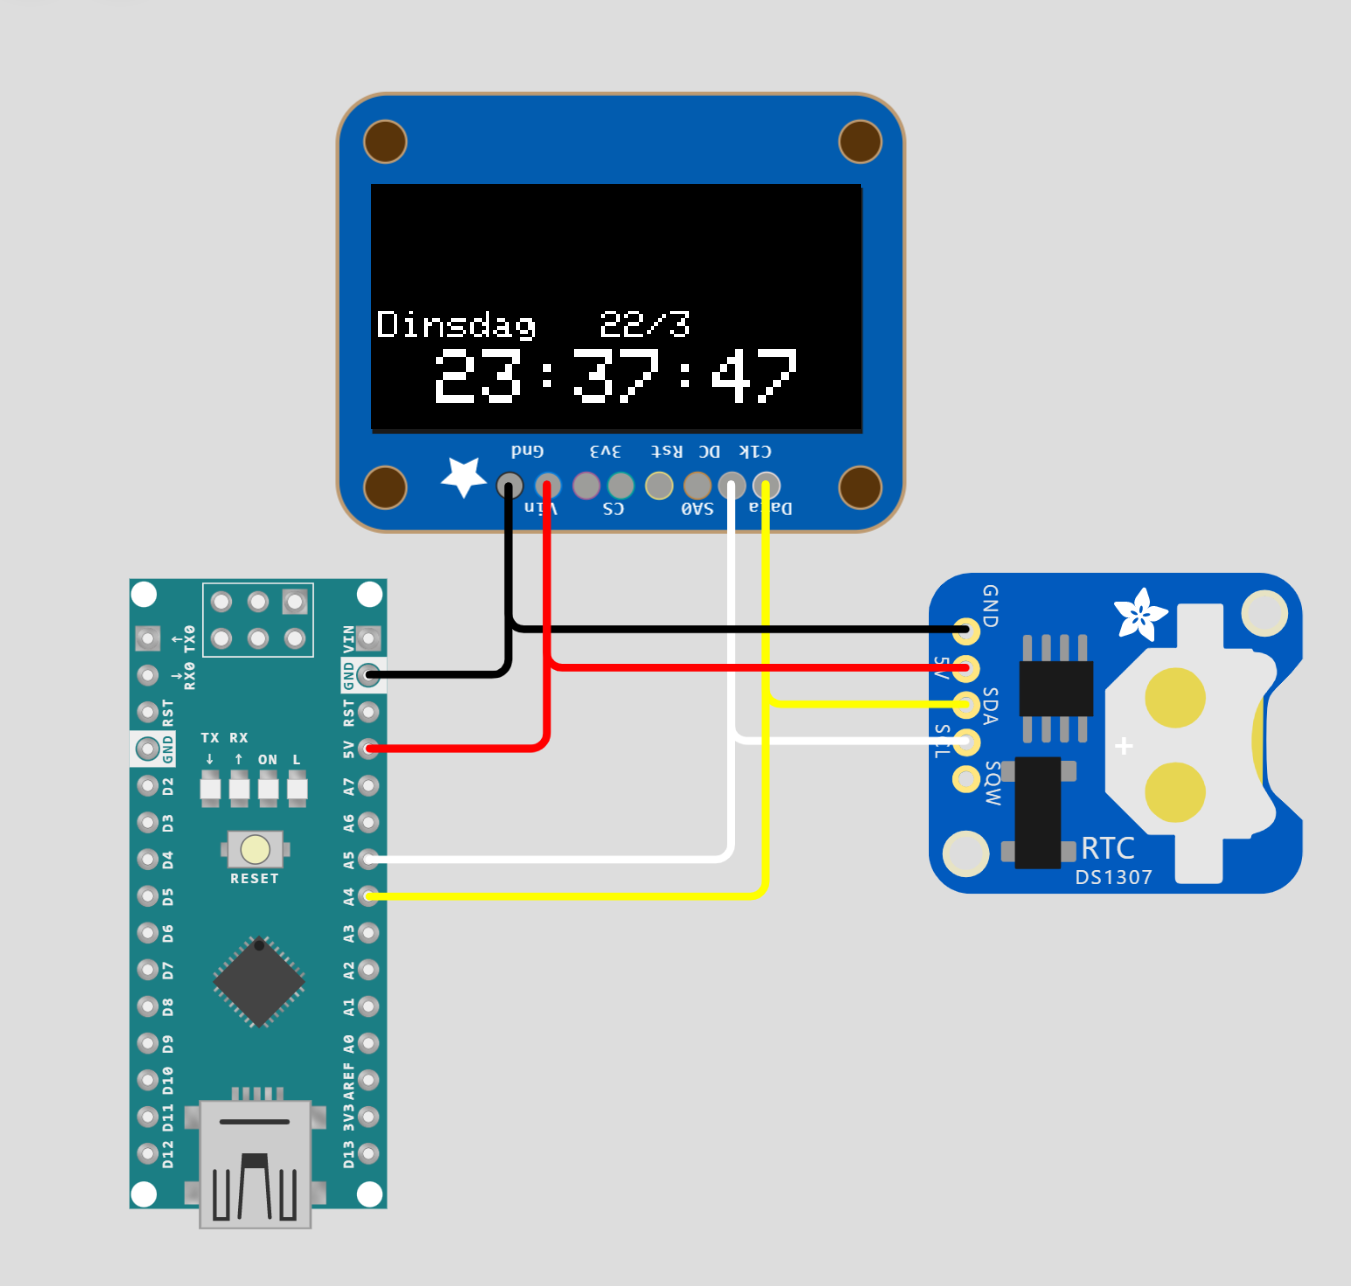 Dinsdag 22/3
23:37:47
Gnd 3v3 Rst DC Clk
Vin CS SA0 Data
TX0
↑
RX0
↓
RST
GND
D2
D3
D4
D5
D6
D7
D8
D9
D10
D11
D12
TX RX
↓ ↑ ON L
RESET
VIN
GND
RST
5V
A7
A6
A5
A4
A3
A2
A1
A0
AREF
3V3
D13
GND
5V
SDA
SCL
SQW
+
RTC
DS1307